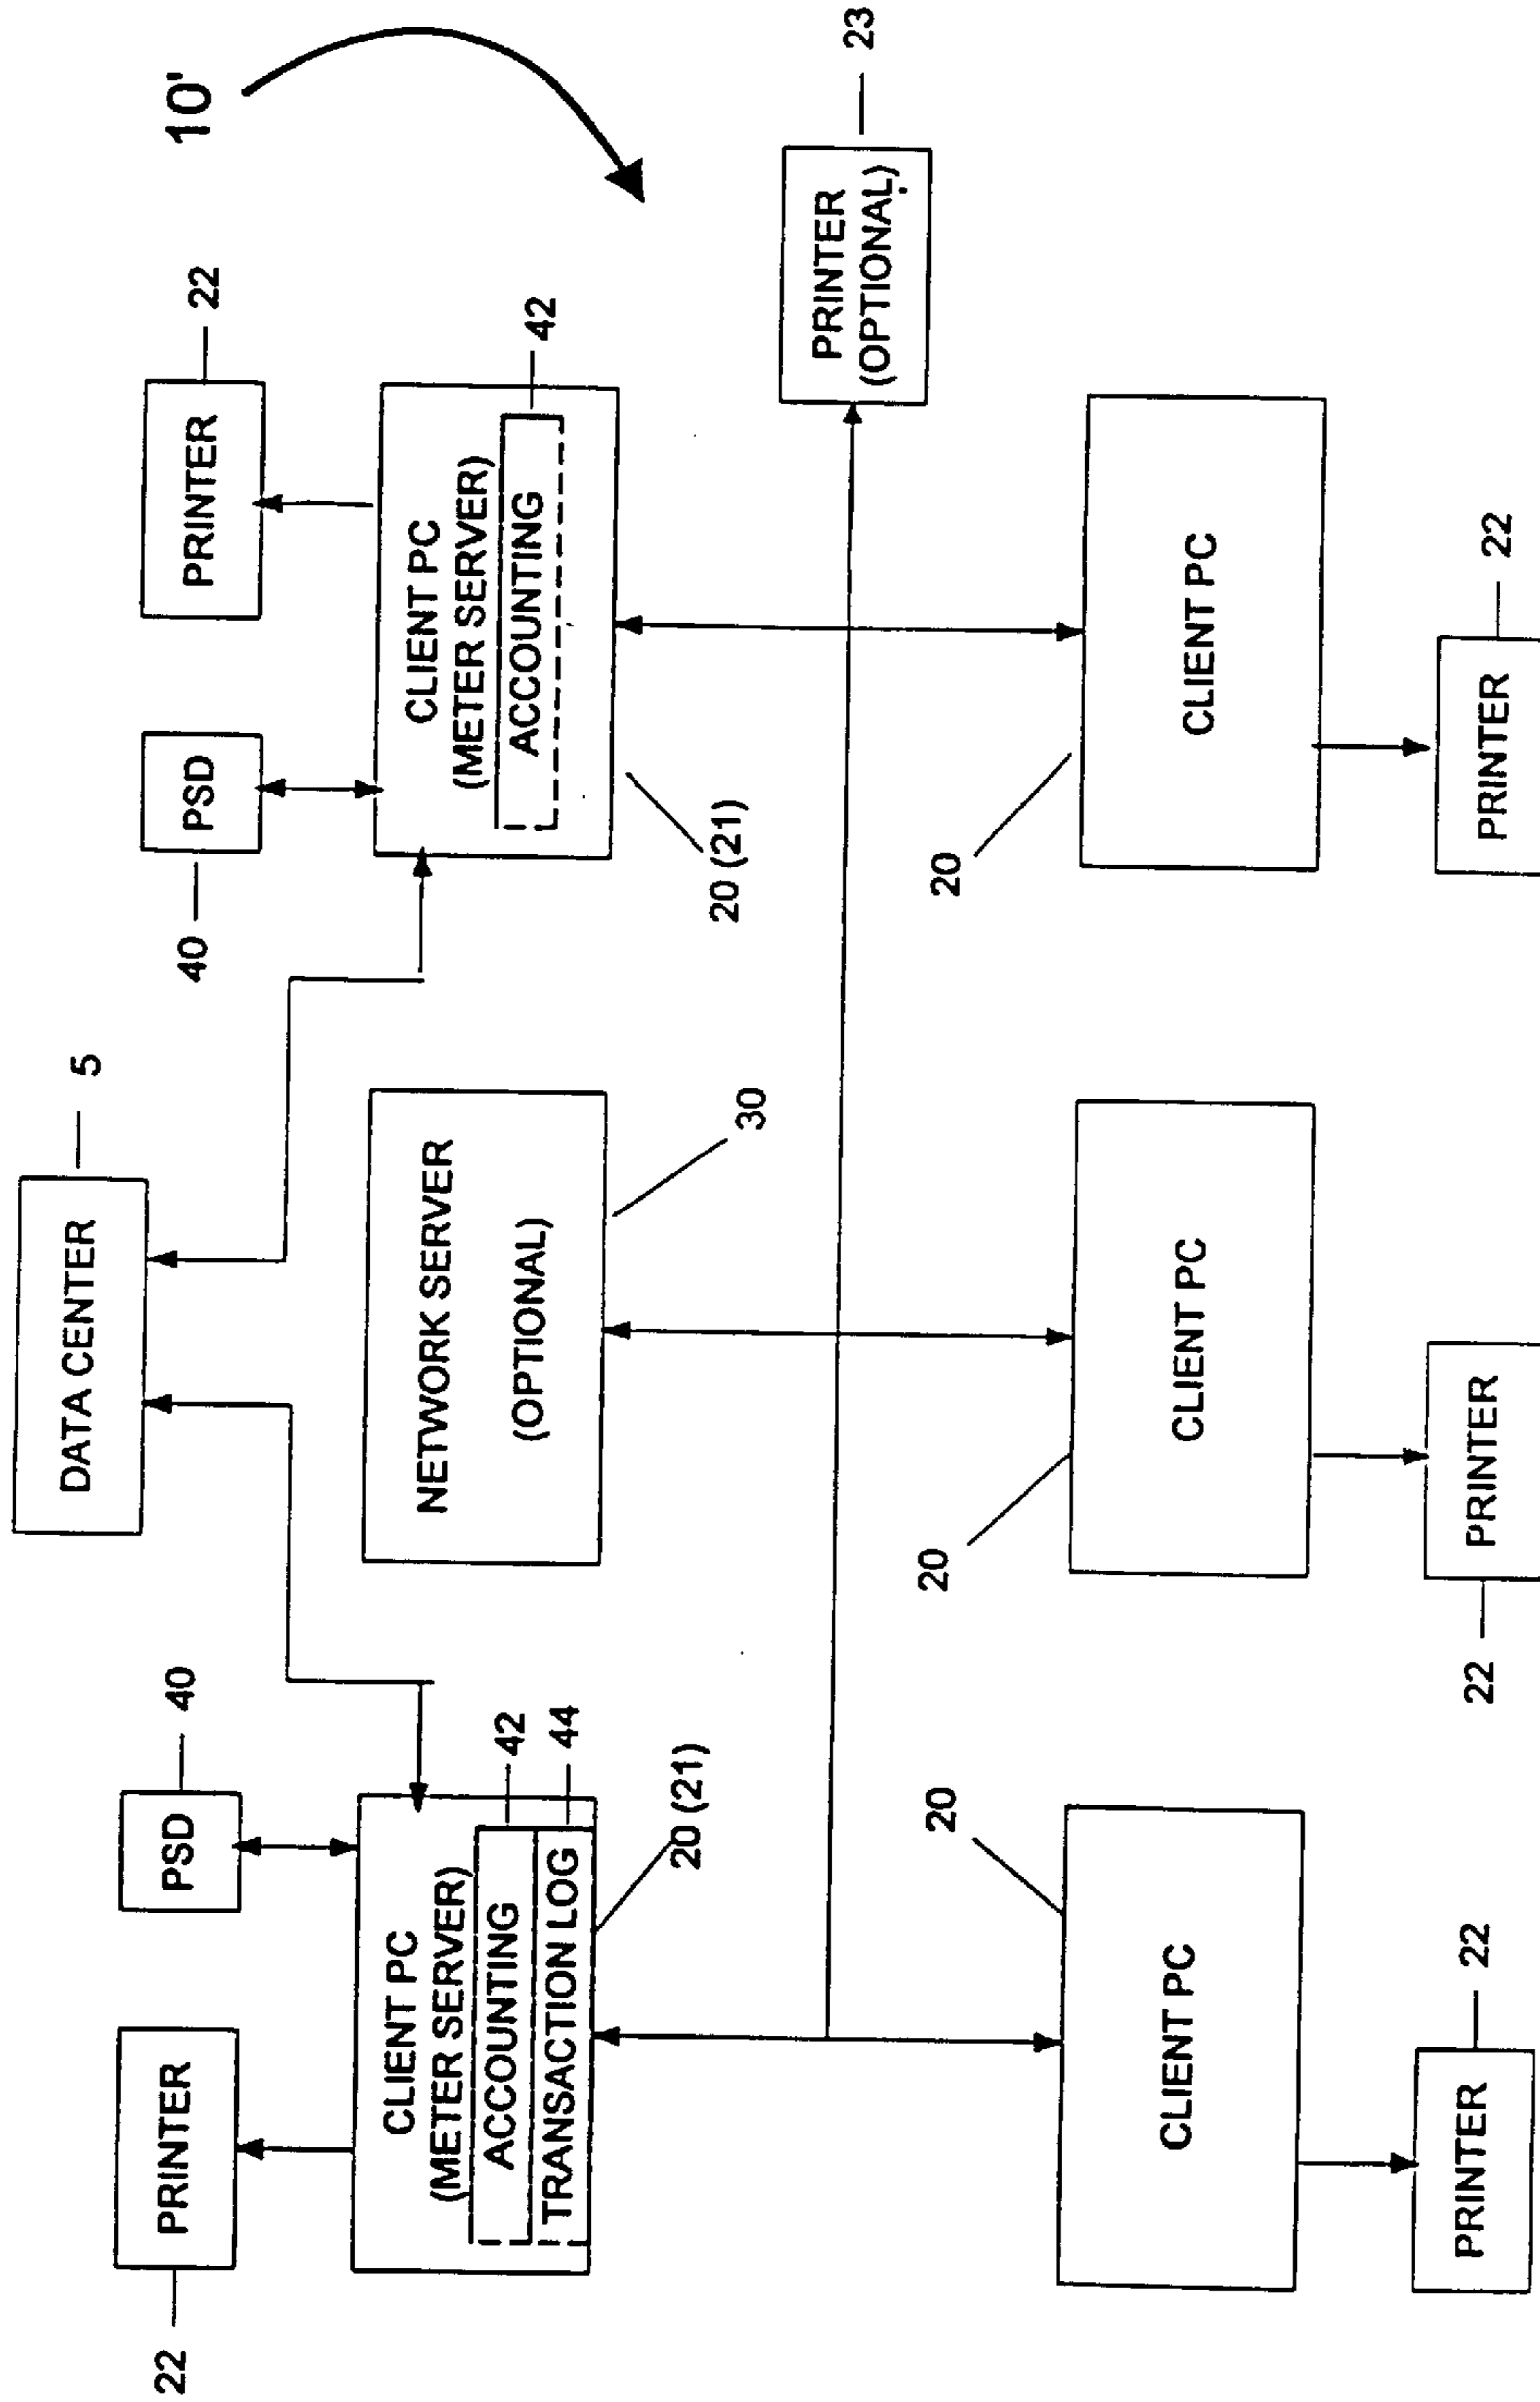 10'
DATA CENTER
5
PRINTER
22
PSD
40
40
PSD
PRINTER
22
CLIENT PC
(METER SERVER)
ACCOUNTING
42
TRANSACTION LOG
44
20 (21)
NETWORK SERVER
(OPTIONAL)
30
CLIENT PC
(METER SERVER)
ACCOUNTING
42
20 (21)
PRINTER
(OPTIONAL)
23
20
CLIENT PC
20
CLIENT PC
20
CLIENT PC
PRINTER
22
22
PRINTER
PRINTER
22